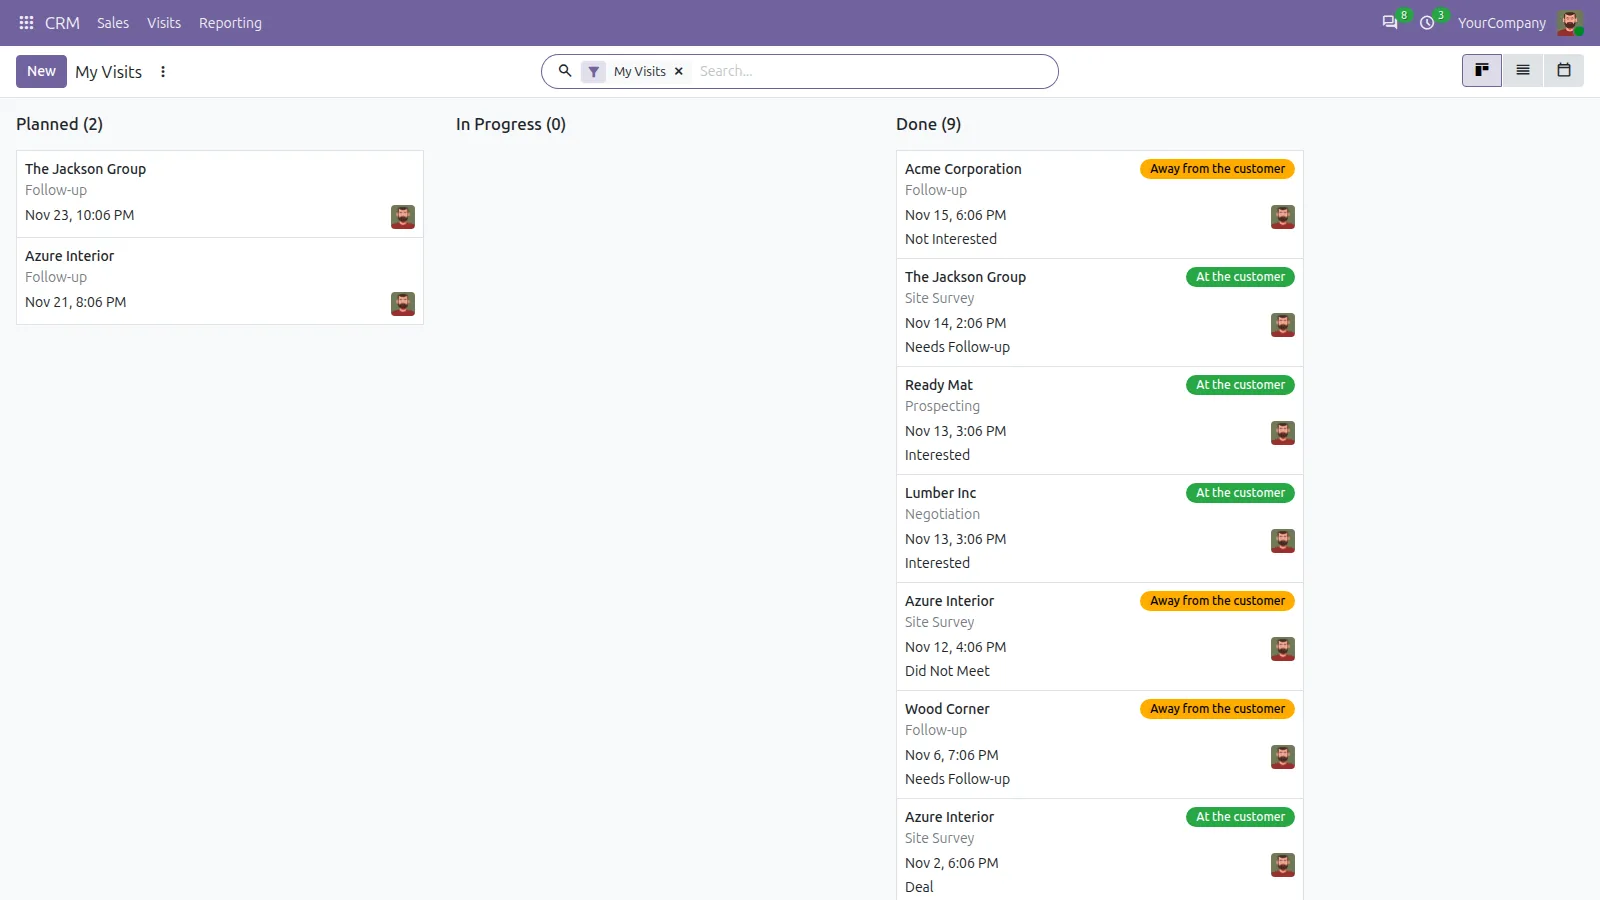 CRM Sales Visits Reporting 8 3 YourCompany
New My Visits My Visits × Search...
Planned (2)
The Jackson Group
Follow-up
Nov 23, 10:06 PM
Azure Interior
Follow-up
Nov 21, 8:06 PM
In Progress (0)
Done (9)
Acme Corporation Away from the customer
Follow-up
Nov 15, 6:06 PM
Not Interested
The Jackson Group At the customer
Site Survey
Nov 14, 2:06 PM
Needs Follow-up
Ready Mat At the customer
Prospecting
Nov 13, 3:06 PM
Interested
Lumber Inc At the customer
Negotiation
Nov 13, 3:06 PM
Interested
Azure Interior Away from the customer
Site Survey
Nov 12, 4:06 PM
Did Not Meet
Wood Corner Away from the customer
Follow-up
Nov 6, 7:06 PM
Needs Follow-up
Azure Interior At the customer
Site Survey
Nov 2, 6:06 PM
Deal